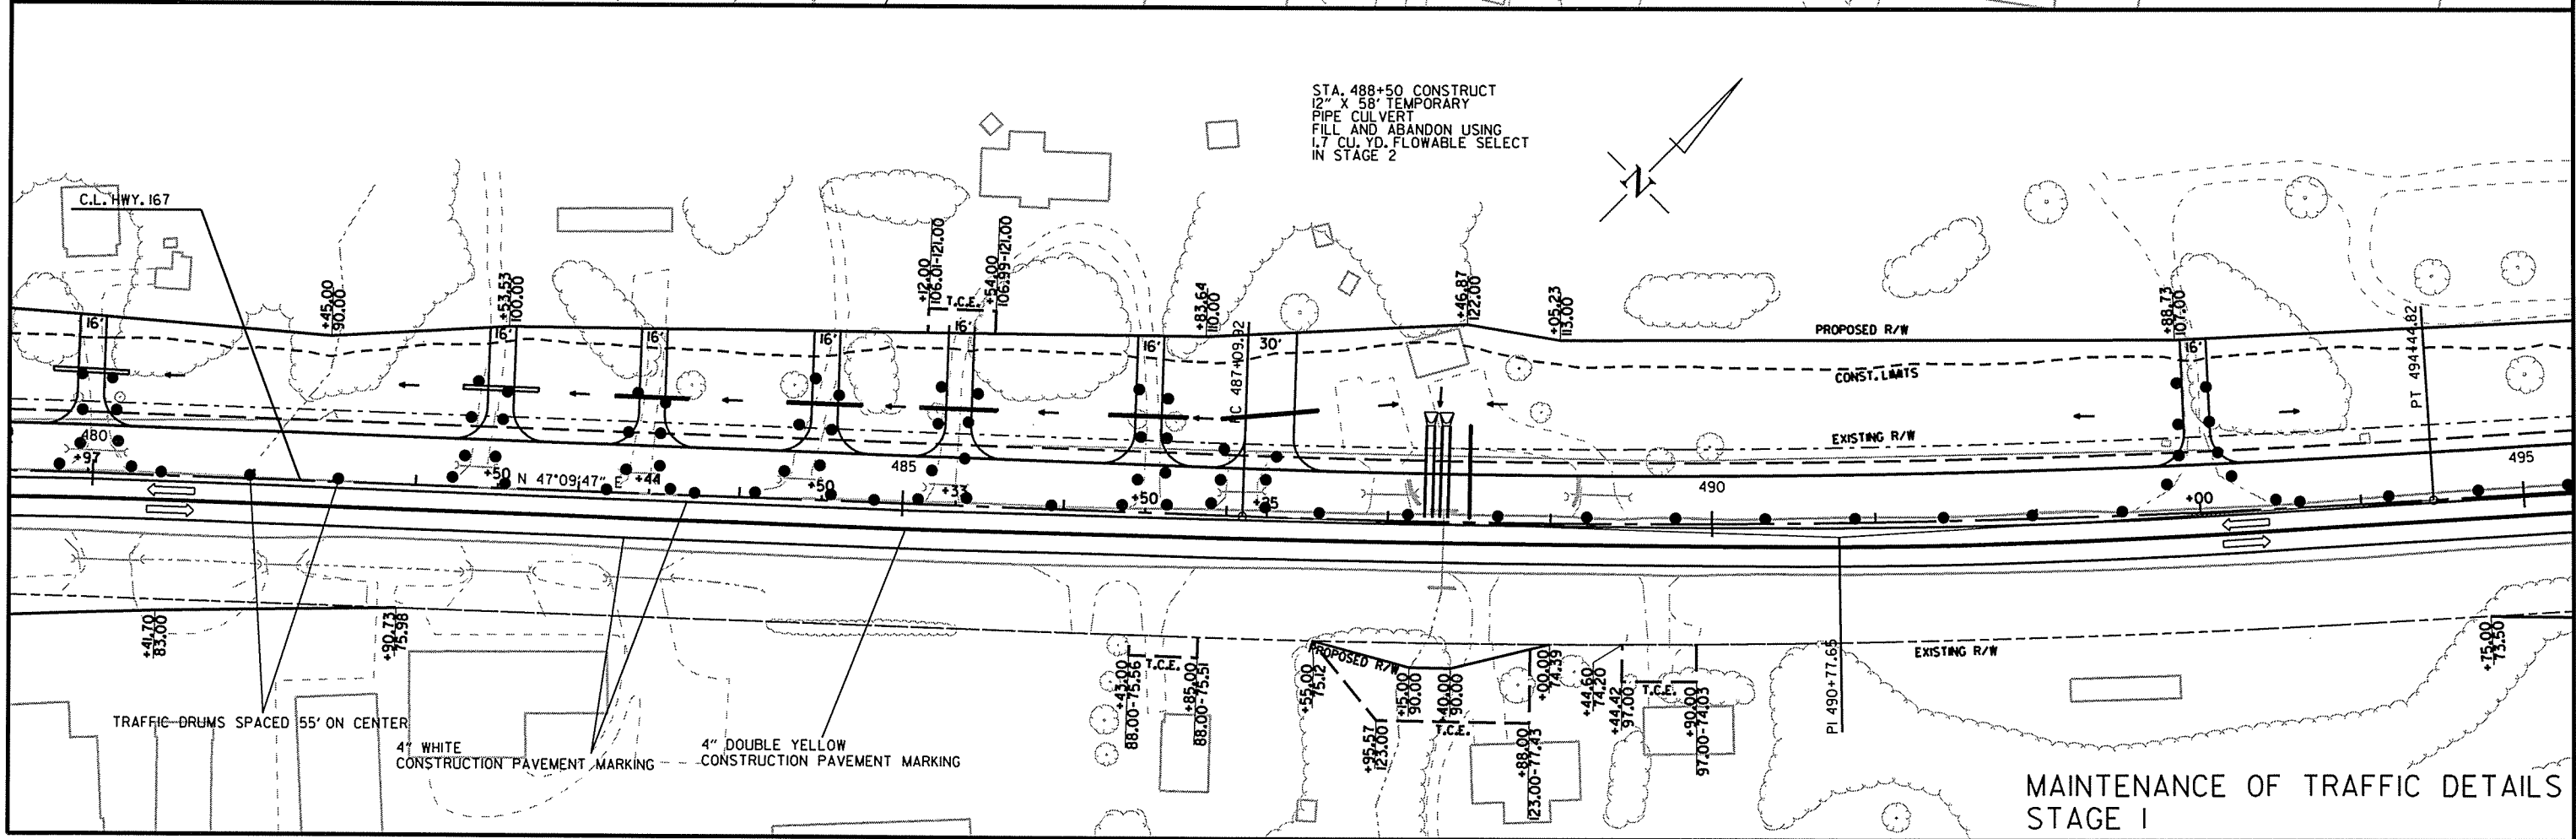 STA. 488+50 CONSTRUCT
12" X 58' TEMPORARY
PIPE CULVERT
FILL AND ABANDON USING
1.7 CU. YD. FLOWABLE SELECT
IN STAGE 2
C.L. HWY. 167
+45.00
90.00
+53.53
100.00
+12.00
106.01-121.00
T.C.E.
+54.00
106.99-121.00
+83.64
110.00
PC 487+09.92
+46.87
122.00
+05.23
113.00
PROPOSED R/W
+88.73
107.00
PT 494+44.82
16'
16'
16'
16'
16'
16'
30'
16'
CONST. LIMITS
EXISTING R/W
480
+97
+50
N 47°09'47" E
+44
+50
485
+33
+50
+25
490
+00
495
+41.70
83.00
+90.73
75.98
TRAFFIC DRUMS SPACED 55' ON CENTER
4" WHITE
CONSTRUCTION PAVEMENT MARKING
4" DOUBLE YELLOW
CONSTRUCTION PAVEMENT MARKING
+43.00
88.00-75.56
T.C.E.
+85.00
88.00-75.51
PROPOSED R/W
+55.00
75.12
+95.57
123.00
+15.00
90.00
+40.00
90.00
T.C.E.
+88.00
123.00-77.43
+00.00
74.39
+44.60
74.20
+44.42
97.00
T.C.E.
+90.00
97.00-74.03
PI 490+77.65
EXISTING R/W
+75.00
73.50
N
MAINTENANCE OF TRAFFIC DETAILS
STAGE 1